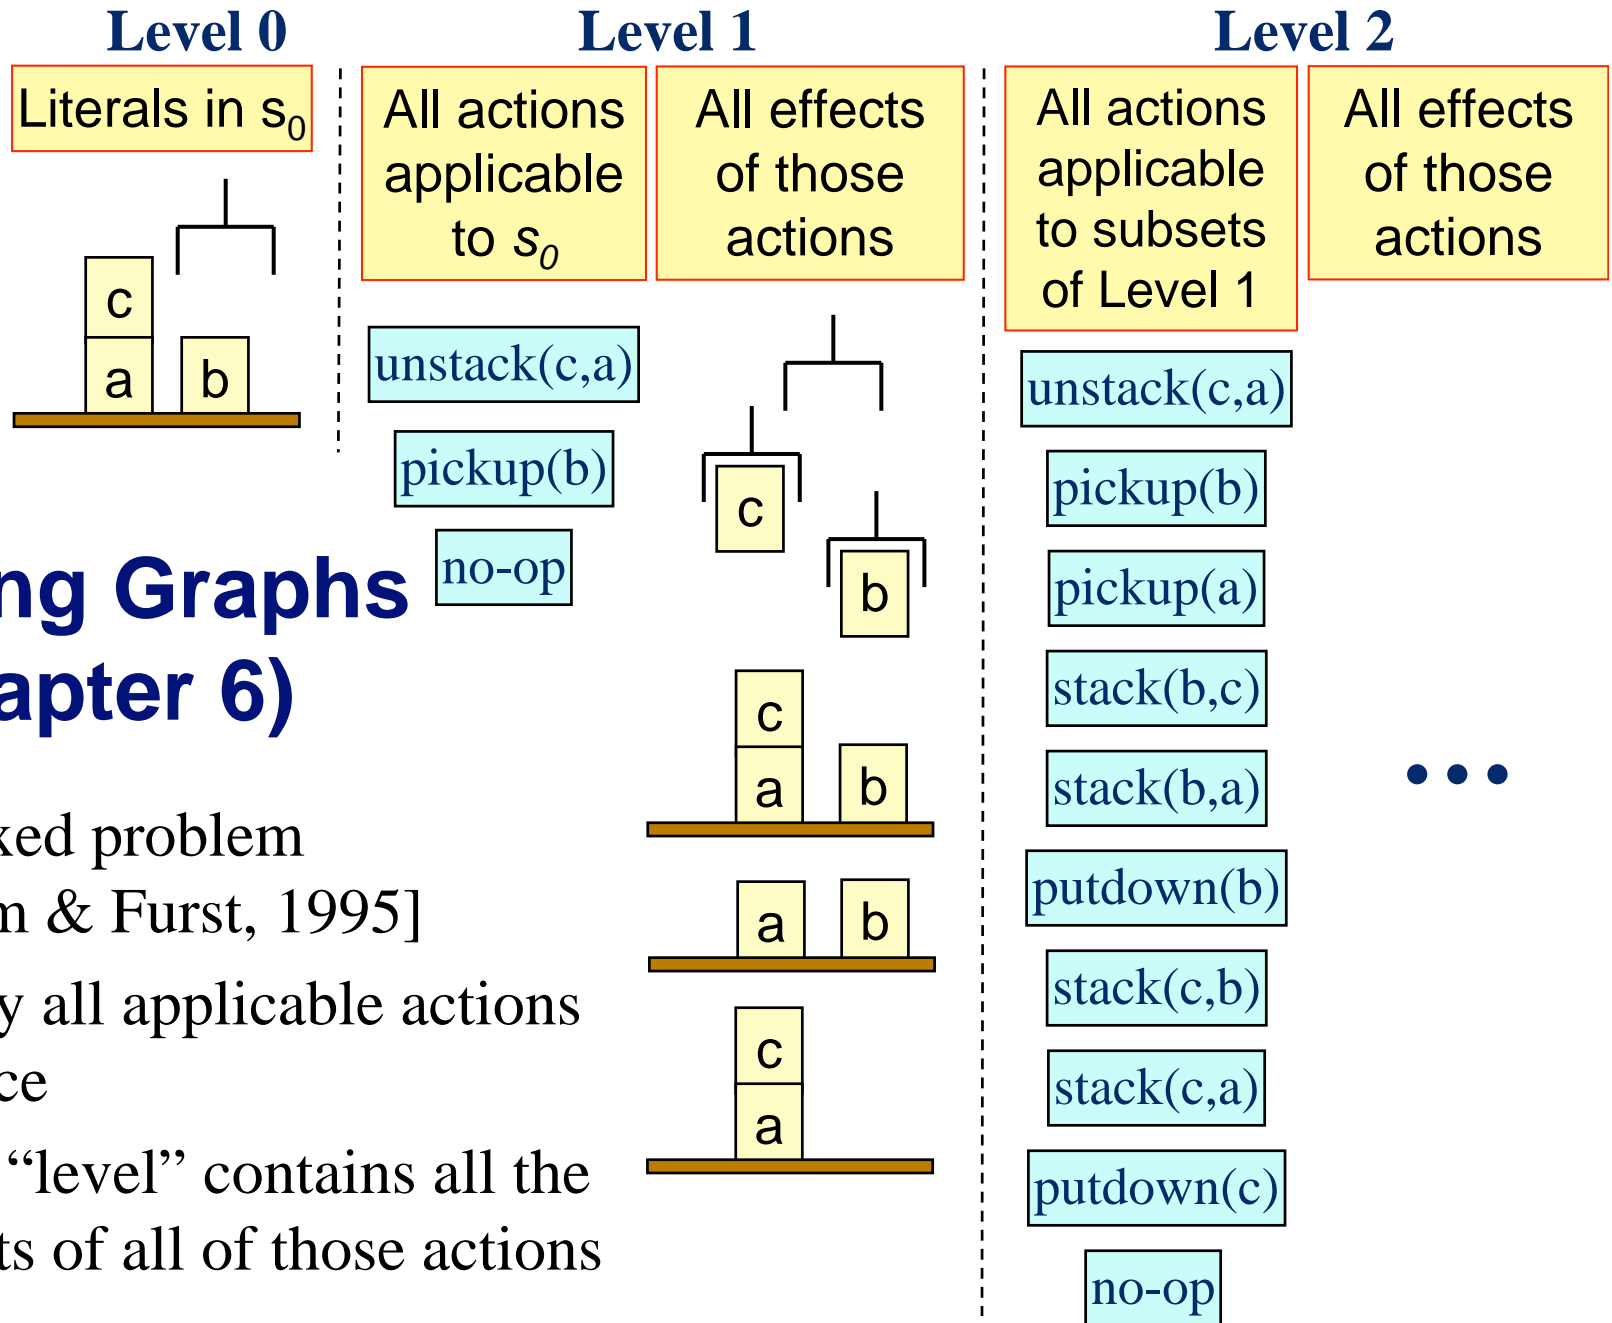 Level 0
Level 1
Level 2
Literals in s0
All actions
applicable
to s0
All effects
of those
actions
All actions
applicable
to subsets
of Level 1
All effects
of those
actions
c
a
b
unstack(c,a)
pickup(b)
no-op
c
b
c
a
b
a
b
c
a
unstack(c,a)
pickup(b)
pickup(a)
stack(b,c)
stack(b,a)
putdown(b)
stack(c,b)
stack(c,a)
putdown(c)
no-op
• • •
ng Graphs
apter 6)
xed problem
m & Furst, 1995]
y all applicable actions
ce
“level” contains all the
ts of all of those actions